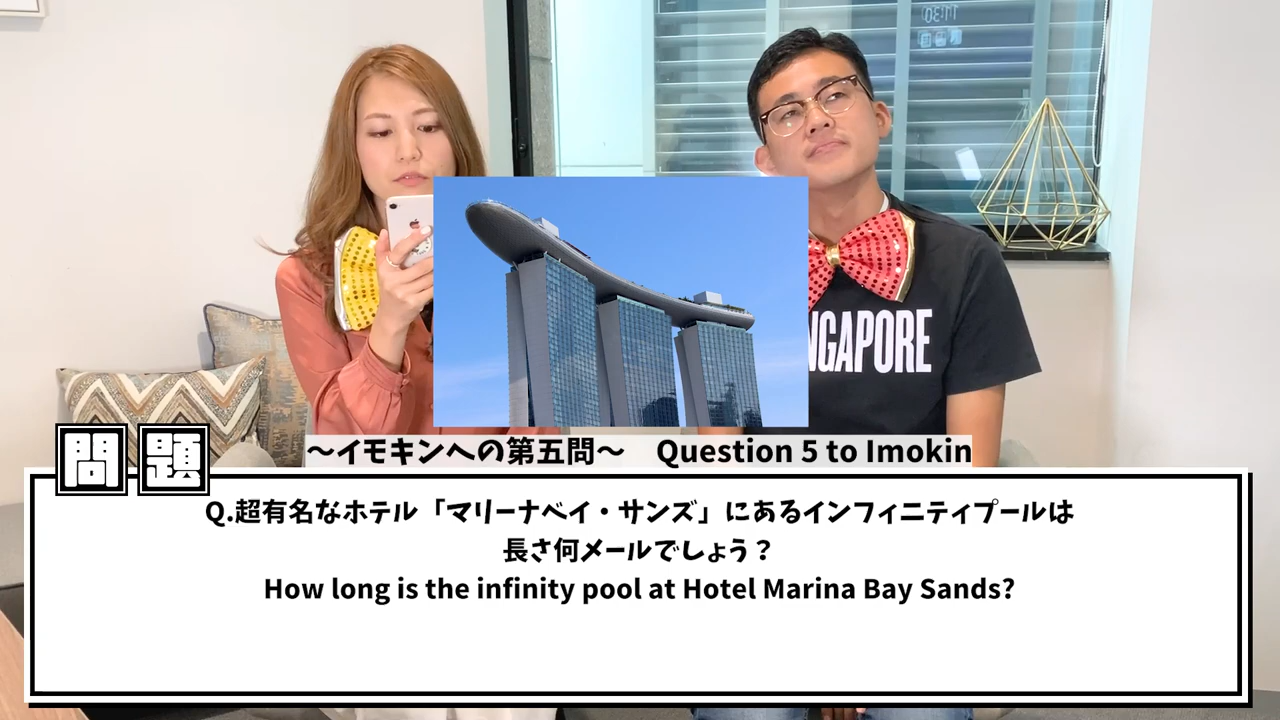 11:30
NGAPORE
問題
～イモキンへの第五問～ Question 5 to Imokin
Q.超有名なホテル「マリーナベイ・サンズ」にあるインフィニティプールは
長さ何メールでしょう？
How long is the infinity pool at Hotel Marina Bay Sands?